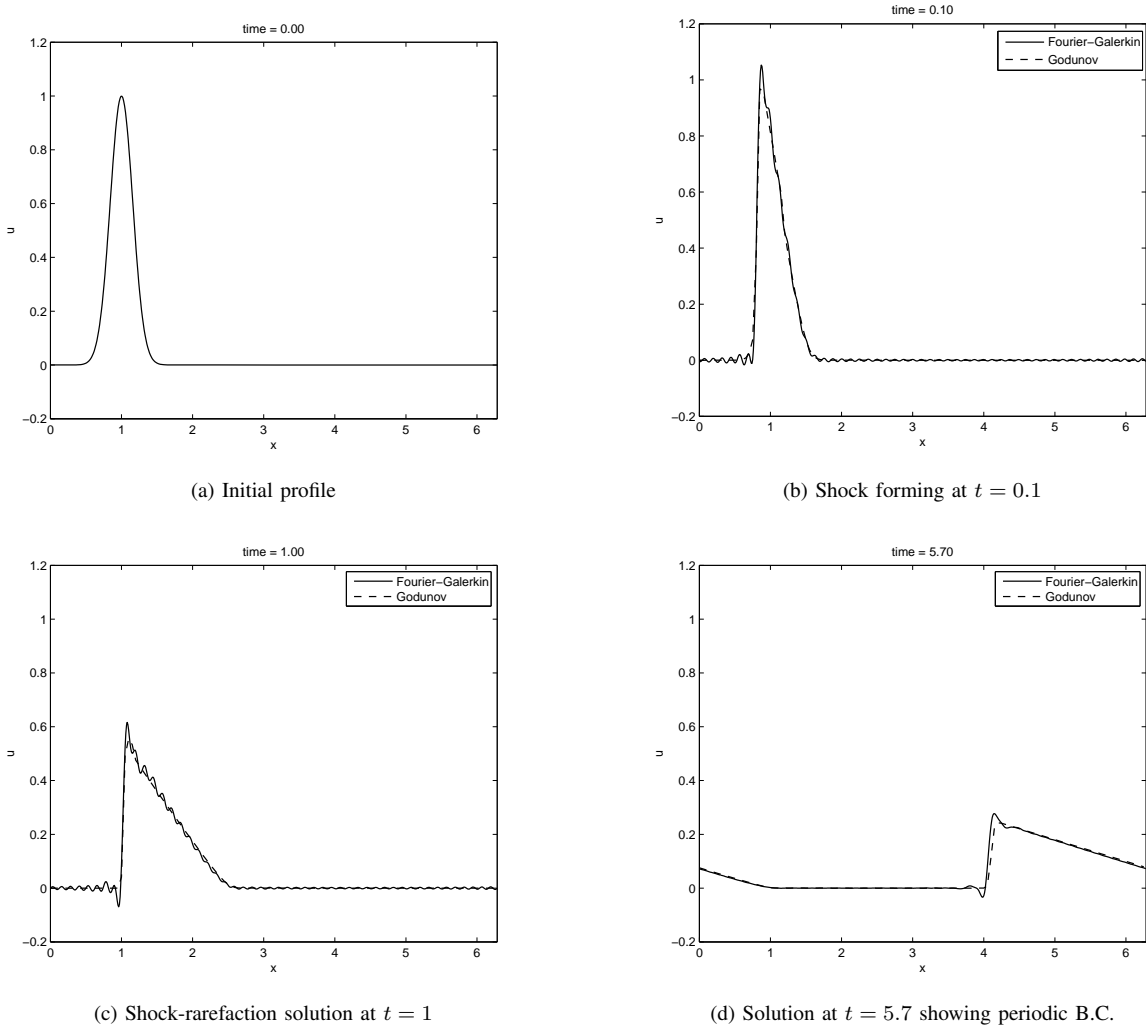 time = 0.00
1.2
1
0.8
0.6
0.4
0.2
0
−0.2
u
0 1 2 3 4 5 6
x
(a) Initial profile
time = 0.10
Fourier−Galerkin
Godunov
1.2
1
0.8
0.6
0.4
0.2
0
−0.2
u
0 1 2 3 4 5 6
x
(b) Shock forming at t = 0.1
time = 1.00
Fourier−Galerkin
Godunov
1.2
1
0.8
0.6
0.4
0.2
0
−0.2
u
0 1 2 3 4 5 6
x
(c) Shock-rarefaction solution at t = 1
time = 5.70
Fourier−Galerkin
Godunov
1.2
1
0.8
0.6
0.4
0.2
0
−0.2
u
0 1 2 3 4 5 6
x
(d) Solution at t = 5.7 showing periodic B.C.